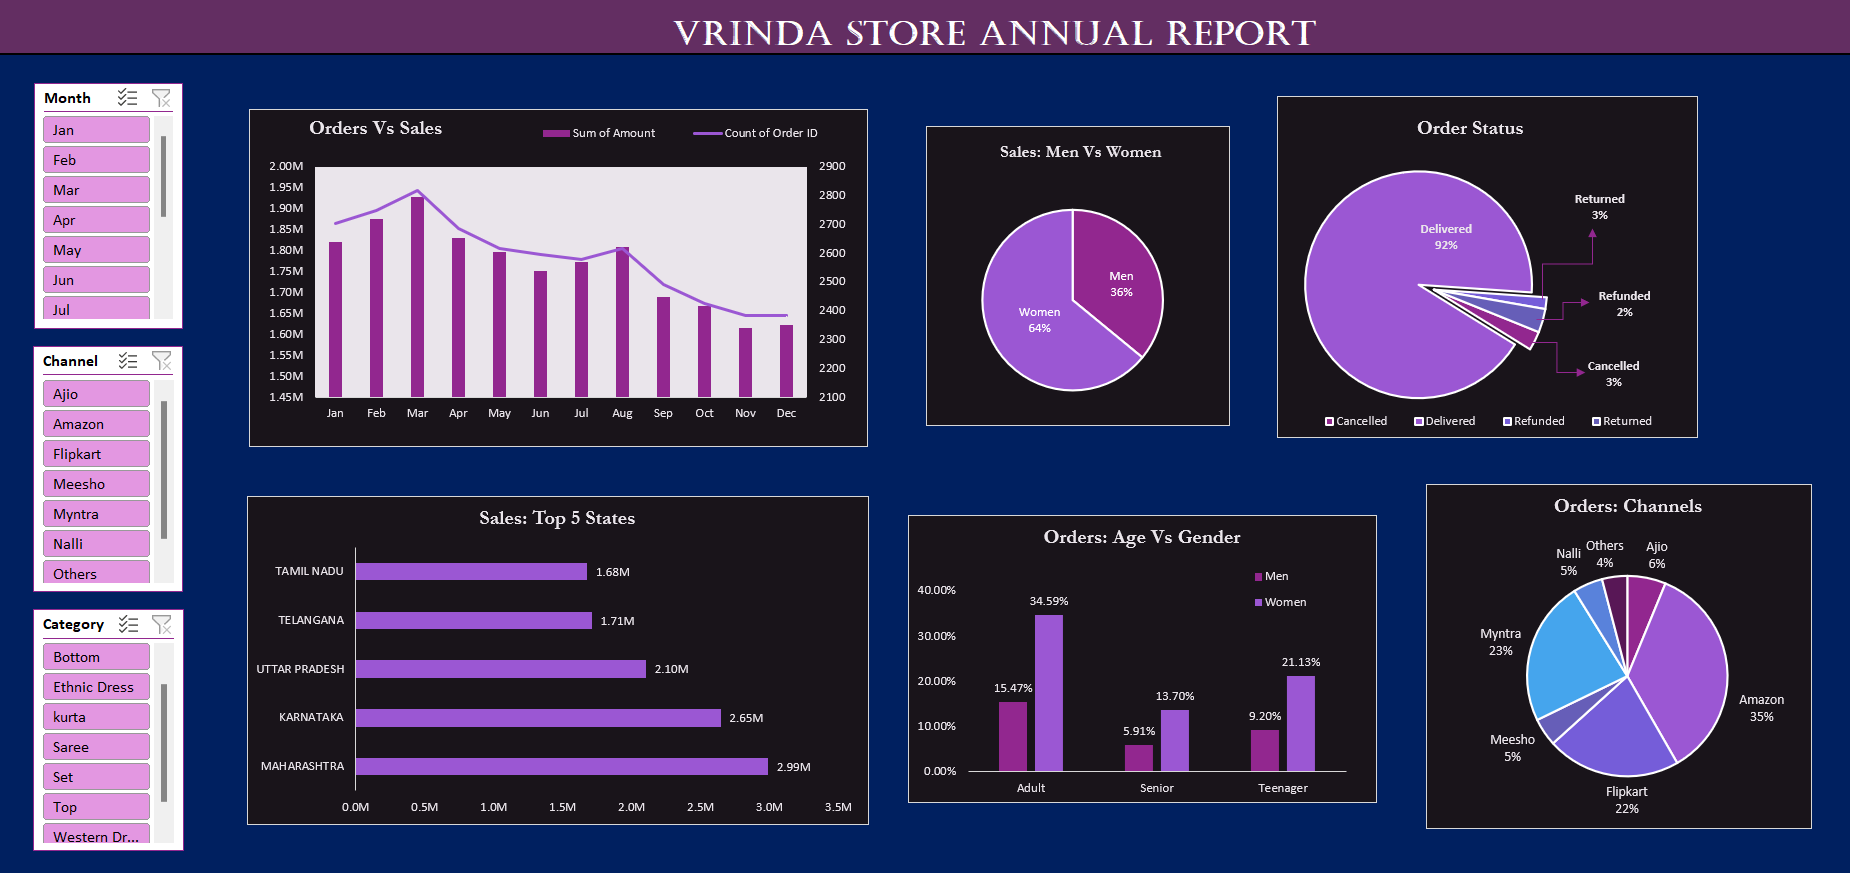 VRINDA STORE ANNUAL REPORT
Month
Jan
Feb
Mar
Apr
May
Jun
Jul
Channel
Ajio
Amazon
Flipkart
Meesho
Myntra
Nalli
Others
Category
Bottom
Ethnic Dress
kurta
Saree
Set
Top
Western Dr...
Orders Vs Sales
Sum of Amount
Count of Order ID
2.00M
1.95M
1.90M
1.85M
1.80M
1.75M
1.70M
1.65M
1.60M
1.55M
1.50M
1.45M
2900
2800
2700
2600
2500
2400
2300
2200
2100
Jan Feb Mar Apr May Jun Jul Aug Sep Oct Nov Dec
Sales: Men Vs Women
Men
36%
Women
64%
Order Status
Delivered
92%
Returned
3%
Refunded
2%
Cancelled
3%
Cancelled Delivered Refunded Returned
Sales: Top 5 States
TAMIL NADU 1.68M
TELANGANA 1.71M
UTTAR PRADESH 2.10M
KARNATAKA 2.65M
MAHARASHTRA 2.99M
0.0M 0.5M 1.0M 1.5M 2.0M 2.5M 3.0M 3.5M
Orders: Age Vs Gender
Men
Women
40.00%
30.00%
20.00%
10.00%
0.00%
15.47%
34.59%
5.91%
13.70%
9.20%
21.13%
Adult Senior Teenager
Orders: Channels
Ajio
6%
Amazon
35%
Flipkart
22%
Meesho
5%
Myntra
23%
Nalli
5%
Others
4%